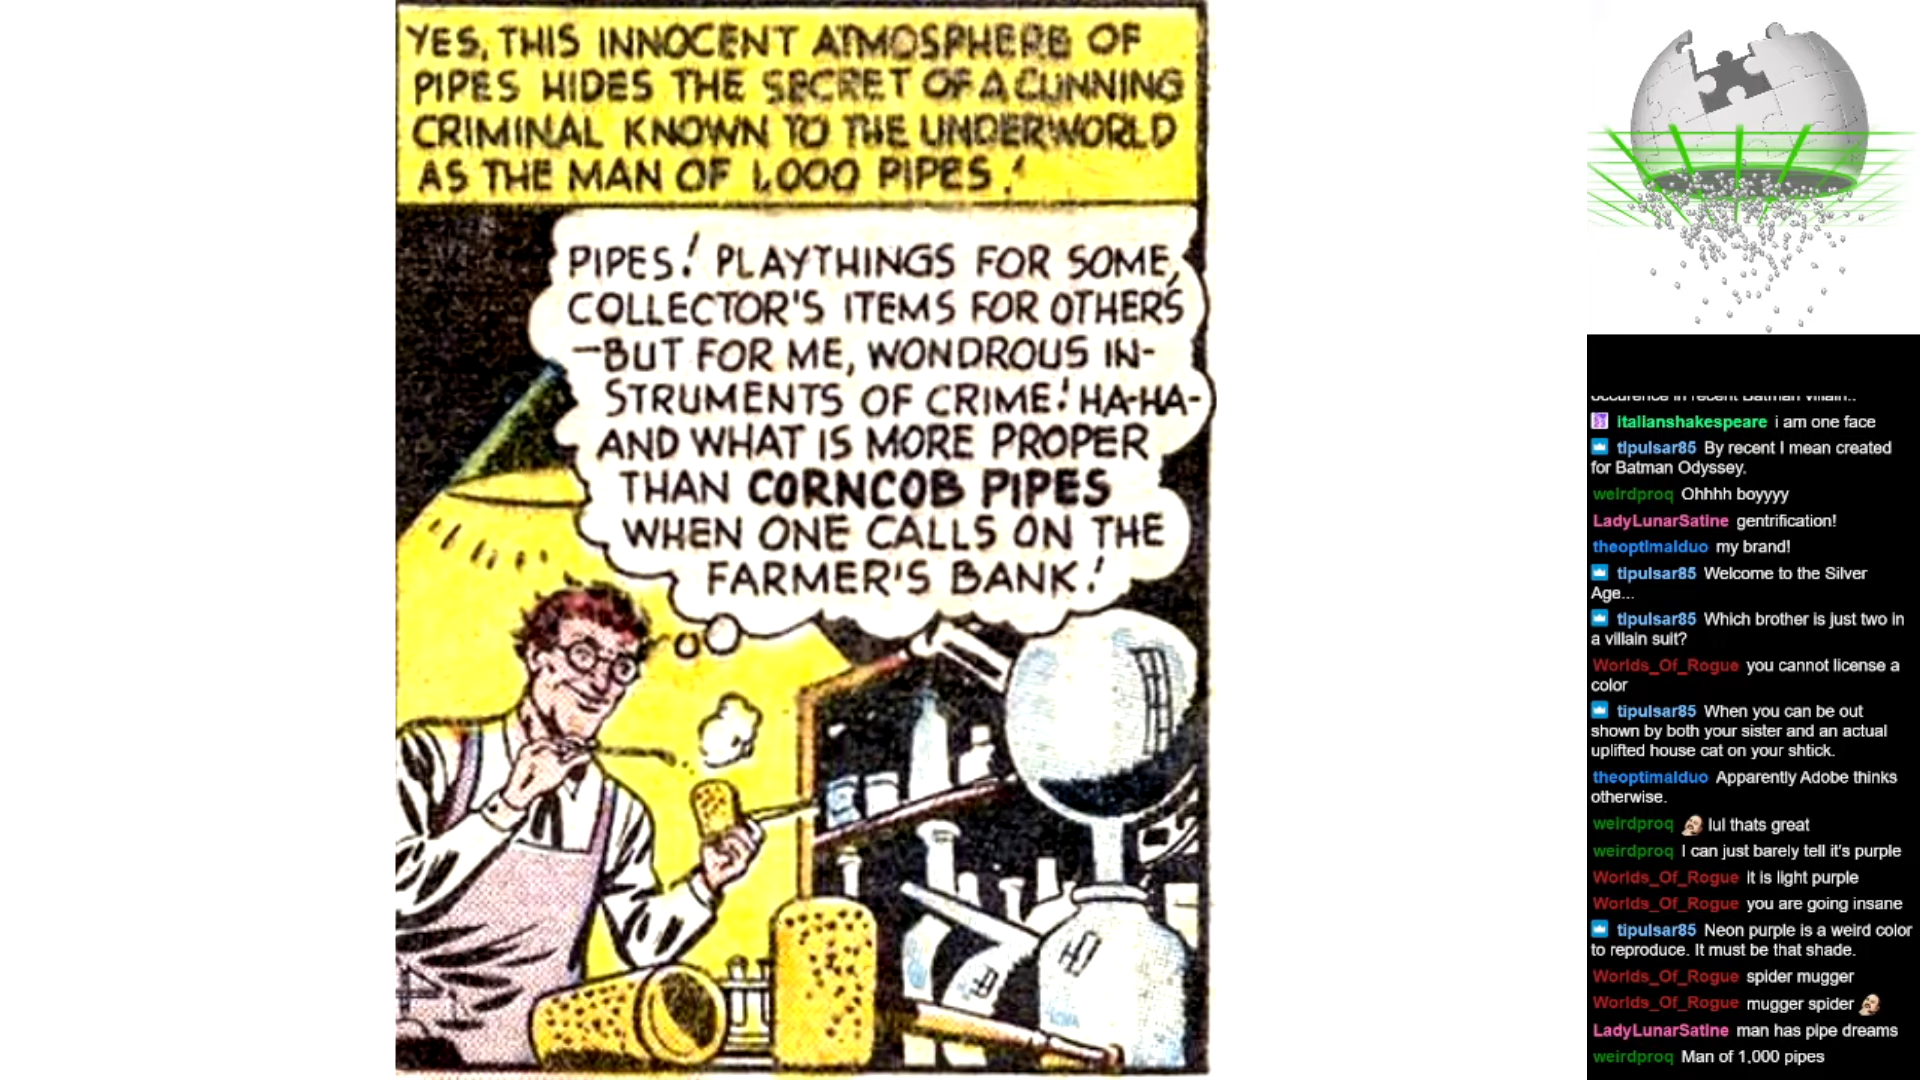 YES, THIS INNOCENT ATMOSPHERE OF
PIPES HIDES THE SECRET OF A CUNNING
CRIMINAL KNOWN TO THE UNDERWORLD
AS THE MAN OF 1,000 PIPES!
PIPES! PLAYTHINGS FOR SOME,
COLLECTOR'S ITEMS FOR OTHERS
—BUT FOR ME, WONDROUS IN-
STRUMENTS OF CRIME! HA-HA-
AND WHAT IS MORE PROPER
THAN CORNCOB PIPES
WHEN ONE CALLS ON THE
FARMER'S BANK!
occurence in recent Batman villain..
italianshakespeare i am one face
tipulsar85 By recent I mean created
for Batman Odyssey.
weirdproq Ohhhh boyyyy
LadyLunarSatine gentrification!
theoptimalduo my brand!
tipulsar85 Welcome to the Silver
Age...
tipulsar85 Which brother is just two in
a villain suit?
Worlds_Of_Rogue you cannot license a
color
tipulsar85 When you can be out
shown by both your sister and an actual
uplifted house cat on your shtick.
theoptimalduo Apparently Adobe thinks
otherwise.
weirdproq lul thats great
weirdproq I can just barely tell it's purple
Worlds_Of_Rogue it is light purple
Worlds_Of_Rogue you are going insane
tipulsar85 Neon purple is a weird color
to reproduce. It must be that shade.
Worlds_Of_Rogue spider mugger
Worlds_Of_Rogue mugger spider
LadyLunarSatine man has pipe dreams
weirdproq Man of 1,000 pipes